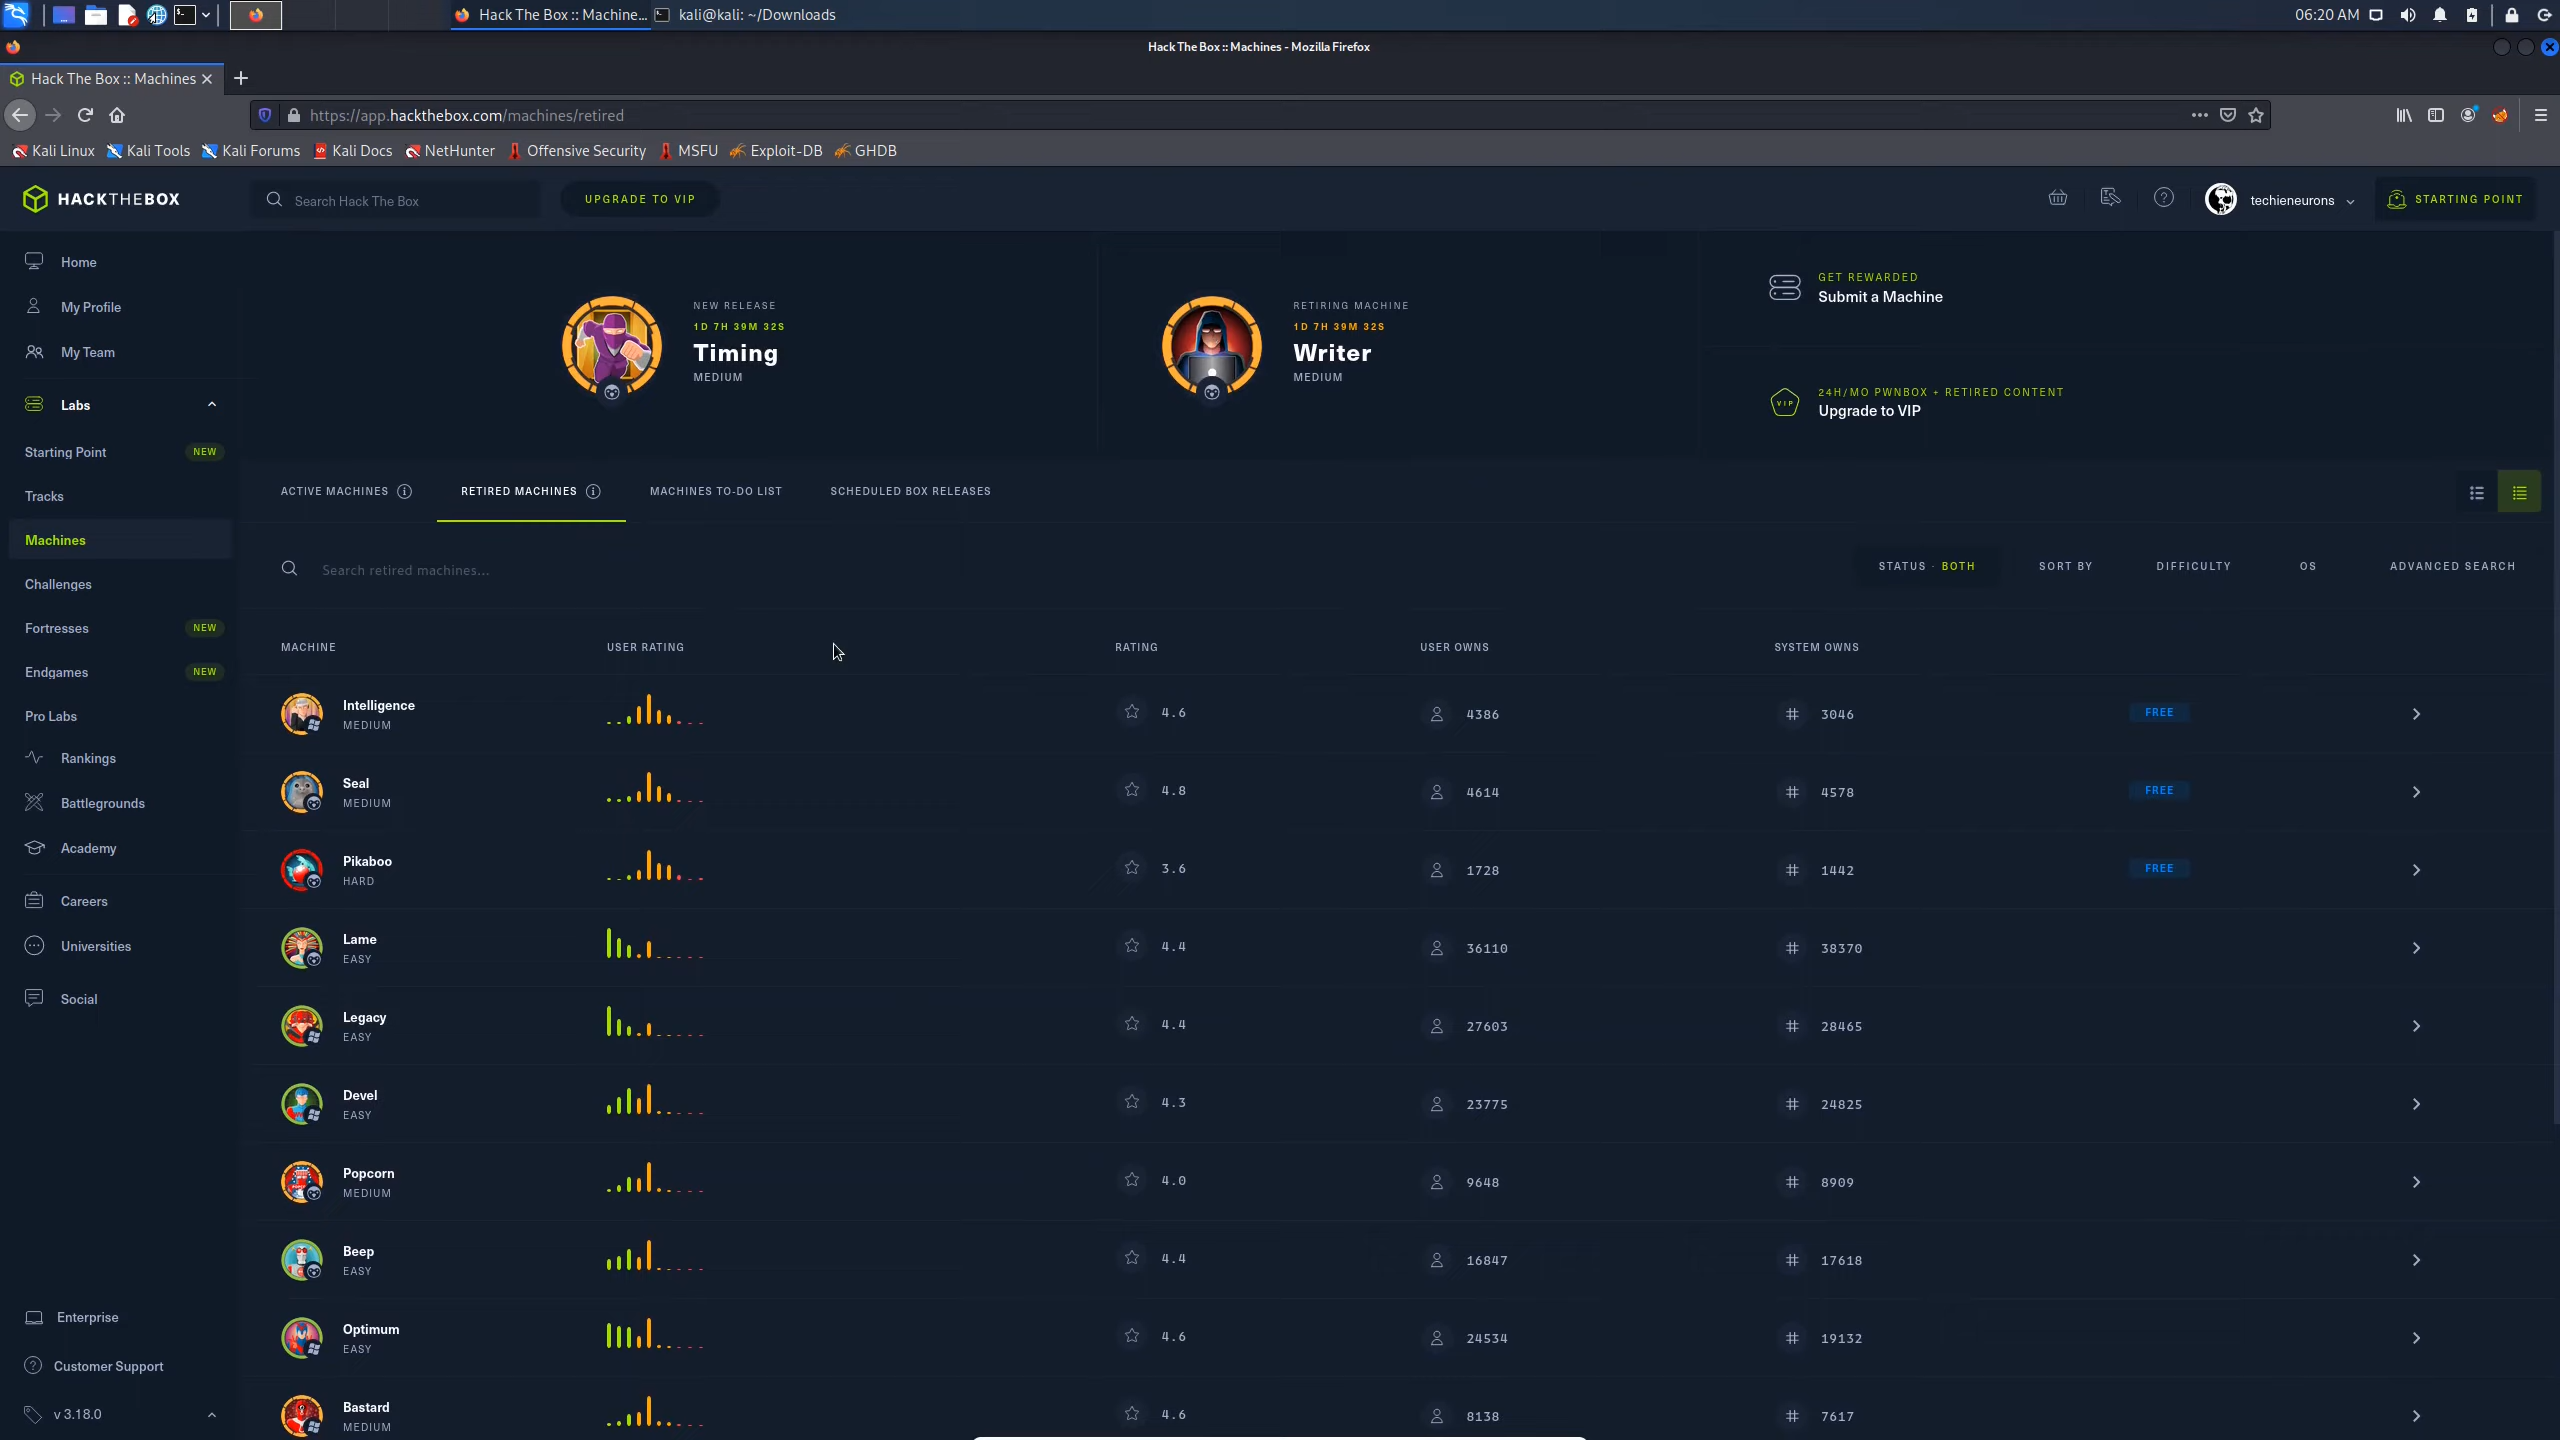 Hack The Box :: Machine...
kali@kali: ~/Downloads
06:20 AM
Hack The Box :: Machines - Mozilla Firefox
Hack The Box :: Machines
https://app.hackthebox.com/machines/retired
Kali Linux
Kali Tools
Kali Forums
Kali Docs
NetHunter
Offensive Security
MSFU
Exploit-DB
GHDB
HACKTHEBOX
Search Hack The Box
UPGRADE TO VIP
techieneurons
STARTING POINT
Home
My Profile
My Team
Labs
Starting Point NEW
Tracks
Machines
Challenges
Fortresses NEW
Endgames NEW
Pro Labs
Rankings
Battlegrounds
Academy
Careers
Universities
Social
Enterprise
Customer Support
v 3.18.0
NEW RELEASE
1D 7H 39M 32S
Timing
MEDIUM
RETIRING MACHINE
1D 7H 39M 32S
Writer
MEDIUM
GET REWARDED
Submit a Machine
VIP
24H/MO PWNBOX + RETIRED CONTENT
Upgrade to VIP
ACTIVE MACHINES
RETIRED MACHINES
MACHINES TO-DO LIST
SCHEDULED BOX RELEASES
Search retired machines...
STATUS · BOTH
SORT BY
DIFFICULTY
OS
ADVANCED SEARCH
MACHINE USER RATING RATING USER OWNS SYSTEM OWNS
Intelligence
MEDIUM
4.6 4386 3046 FREE
Seal
MEDIUM
4.8 4614 4578 FREE
Pikaboo
HARD
3.6 1728 1442 FREE
Lame
EASY
4.4 36110 38370
Legacy
EASY
4.4 27603 28465
Devel
EASY
4.3 23775 24825
Popcorn
MEDIUM
4.0 9648 8909
Beep
EASY
4.4 16847 17618
Optimum
EASY
4.6 24534 19132
Bastard
MEDIUM
4.6 8138 7617